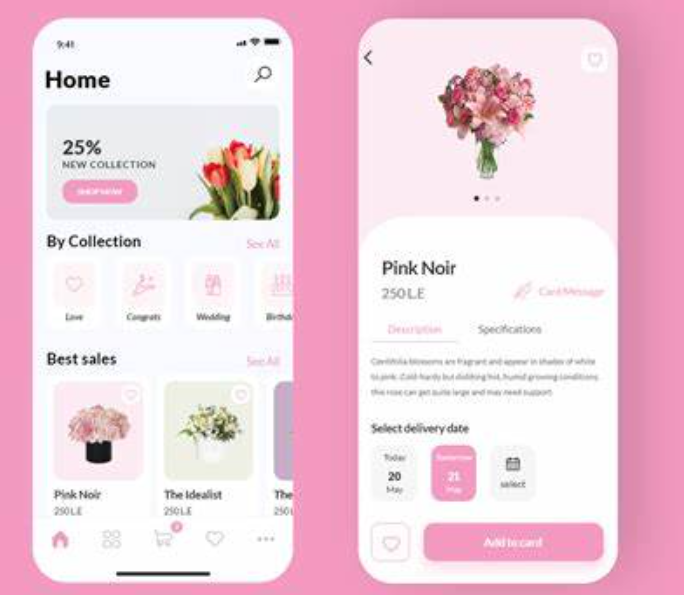 9:41
Home
25%
NEW COLLECTION
SHOP NOW
By Collection
See All
Love
Congrats
Wedding
Birthda
Best sales
See All
Pink Noir
250 L.E
The Idealist
250 L.E
The
250 L
Pink Noir
250 L.E
Card Message
Description
Specifications
blossoms are fragrant and appear in shades of white
to pink. Cold-hardy but disliking hot, humid growing conditions
this rose can get quite large and may need support
Select delivery date
Today
20
May
Tomorrow
21
May
select
Add to card